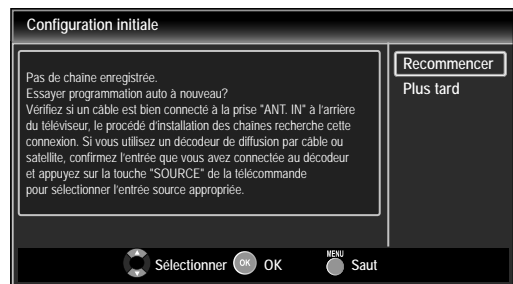 Configuration initiale
Pas de chaîne enregistrée.
Essayer programmation auto à nouveau?
Vérifiez si un câble est bien connecté à la prise "ANT. IN" à l'arrière
du téléviseur, le procédé d'installation des chaînes recherche cette
connexion. Si vous utilisez un décodeur de diffusion par câble ou
satellite, confirmez l'entrée que vous avez connectée au décodeur
et appuyez sur la touche "SOURCE" de la télécommande
pour sélectionner l'entrée source appropriée.
Recommencer
Plus tard
Sélectionner OK OK MENU Saut